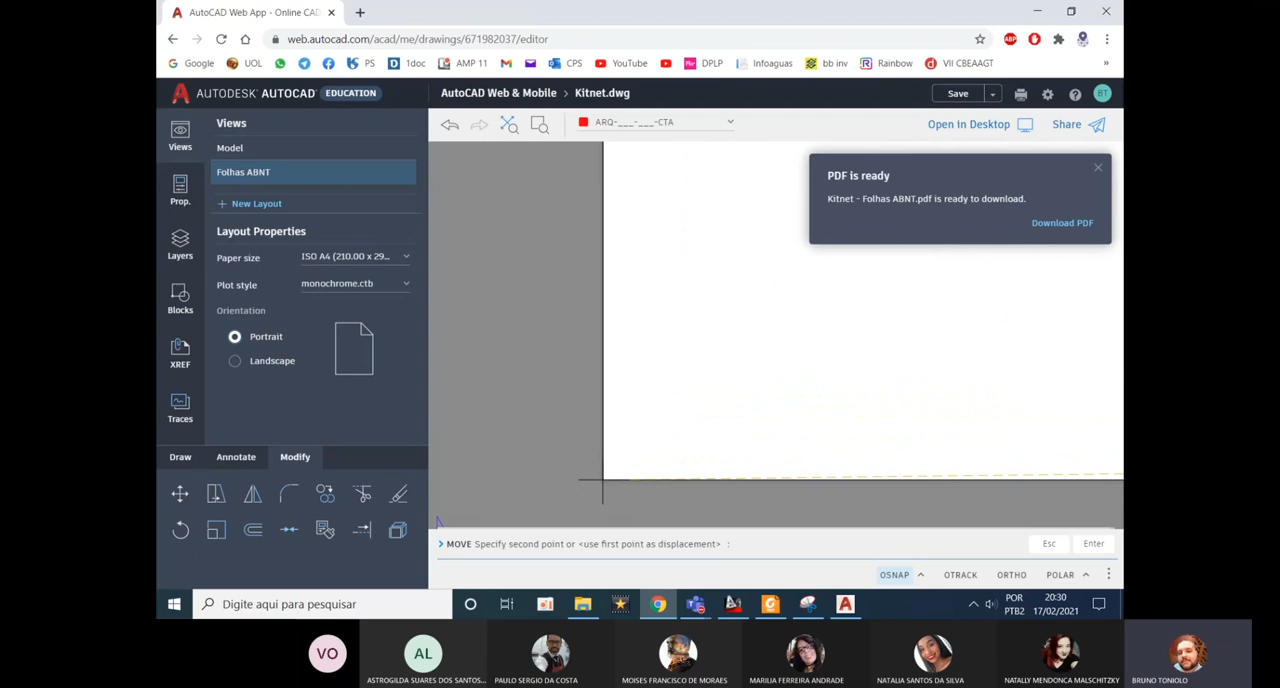 AutoCAD Web App - Online CAD
web.autocad.com/acad/me/drawings/671982037/editor
Google UOL PS 1doc AMP 11 CPS YouTube DPLP Infoaguas bb inv Rainbow VII CBEAAGT »
AUTODESK® AUTOCAD® EDUCATION AutoCAD Web & Mobile > Kitnet.dwg Save BT
Views
Views
Model
Folhas ABNT
+ New Layout
Prop.
Layout Properties
Paper size ISO A4 (210.00 x 29...
Plot style monochrome.ctb
Layers
Orientation
Portrait
Landscape
Blocks
XREF
Traces
Draw Annotate Modify
ARQ-___-___-CTA
Open in Desktop Share
PDF is ready
Kitnet - Folhas ABNT.pdf is ready to download.
Download PDF
MOVE Specify second point or <use first point as displacement> : Esc Enter
OSNAP OTRACK ORTHO POLAR
Digite aqui para pesquisar
POR
PTB2
20:30
17/02/2021
VO AL
ASTROGILDA SUARES DOS SANTOS... PAULO SERGIO DA COSTA MOISES FRANCISCO DE MORAES MARILIA FERREIRA ANDRADE NATALIA SANTOS DA SILVA NATALLY MENDONCA MALSCHITZKY BRUNO TONIOLO